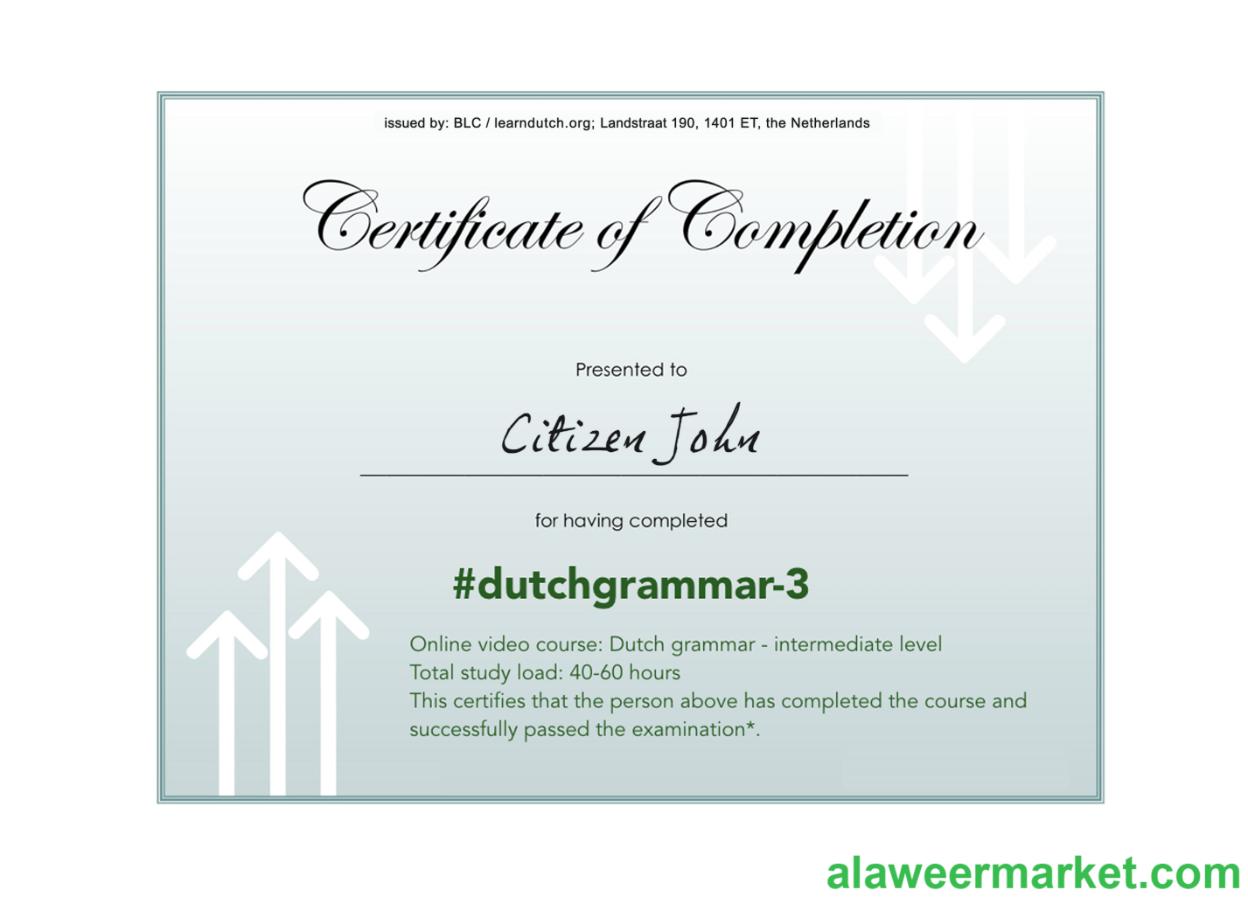 issued by: BLC / learndutch.org; Landstraat 190, 1401 ET, the Netherlands
Certificate of Completion
Presented to
Citizen John
for having completed
#dutchgrammar-3
Online video course: Dutch grammar - intermediate level
Total study load: 40-60 hours
This certifies that the person above has completed the course and
successfully passed the examination*.
alaweermarket.com